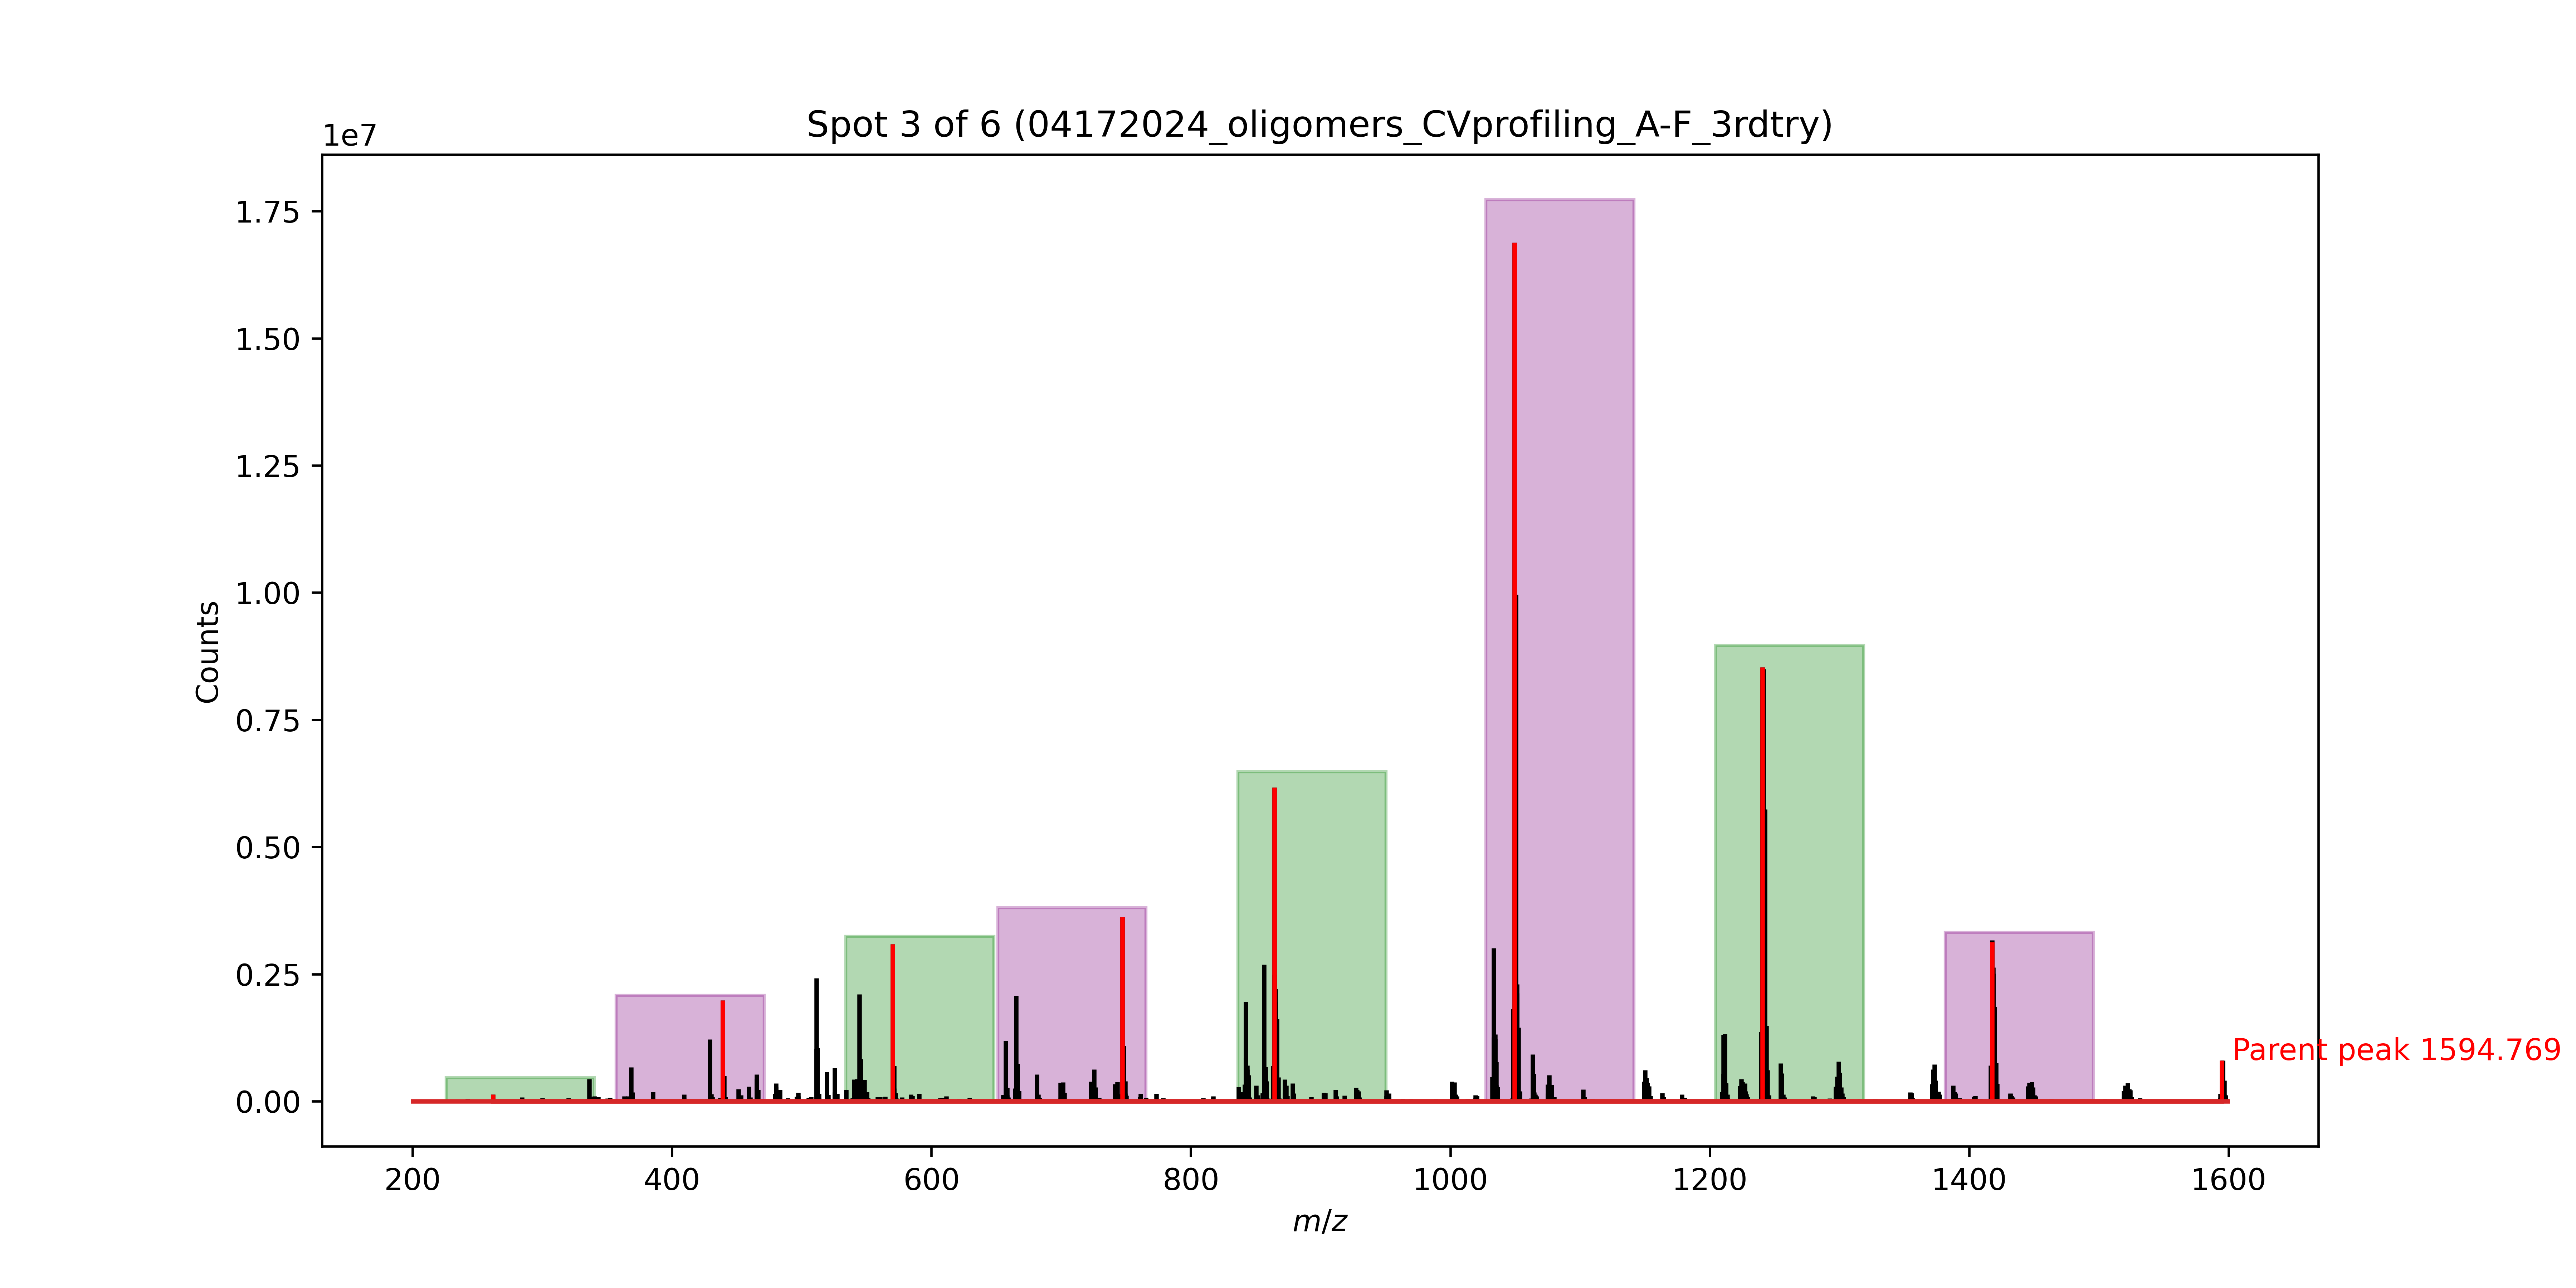 Spot 3 of 6 (04172024_oligomers_CVprofiling_A-F_3rdtry)
1e7
1.75
1.50
1.25
1.00
0.75
0.50
0.25
0.00
Counts
Parent peak 1594.769
200 400 600 800 1000 1200 1400 1600
m/z